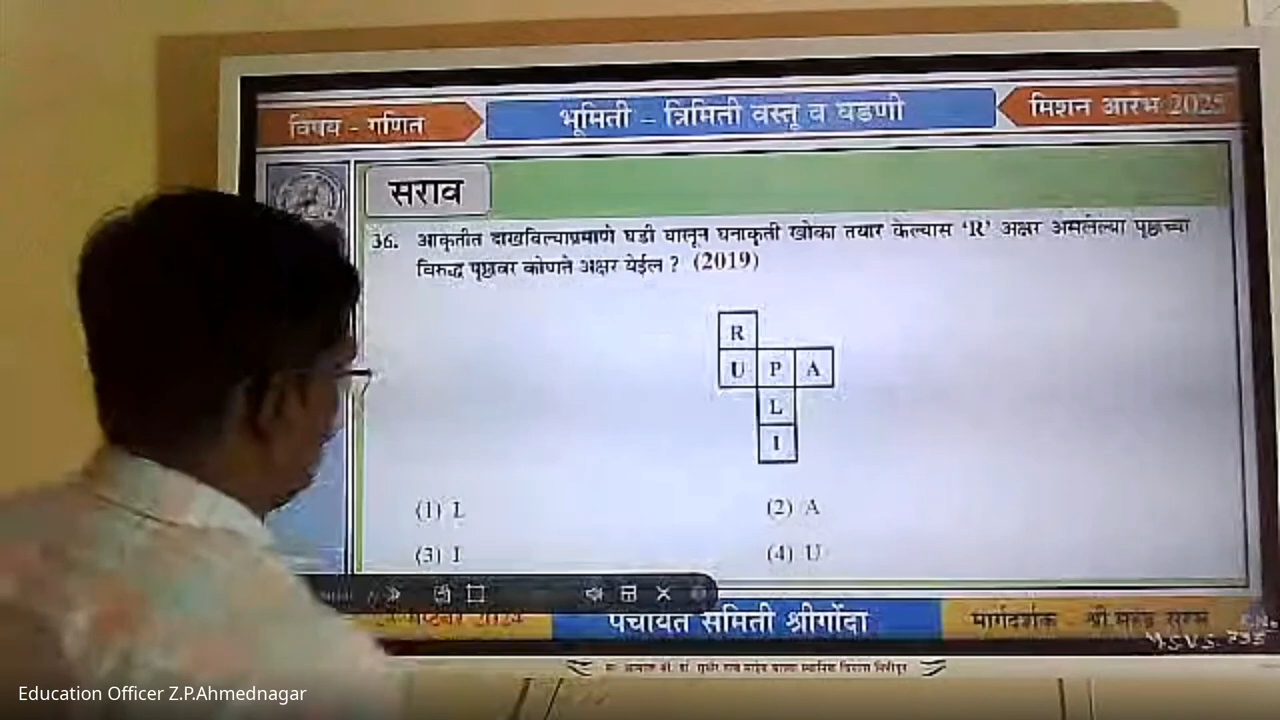 विषय - गणित
भूमिती – त्रिमिती वस्तू व घडणी
मिशन आरंभ 2025
सराव
36. आकृतीत दाखविल्याप्रमाणे घडी घालून घनाकृती खोका तयार केल्यास 'R' अक्षर असलेल्या पृष्ठाच्या
विरुद्ध पृष्ठावर कोणते अक्षर येईल ? (2019)
R
U P A
L
I
(1) L
(2) A
(3) I
(4) U
पंचायत समिती श्रीगोंदा
मार्गदर्शक - श्री
Education Officer Z.P.Ahmednagar